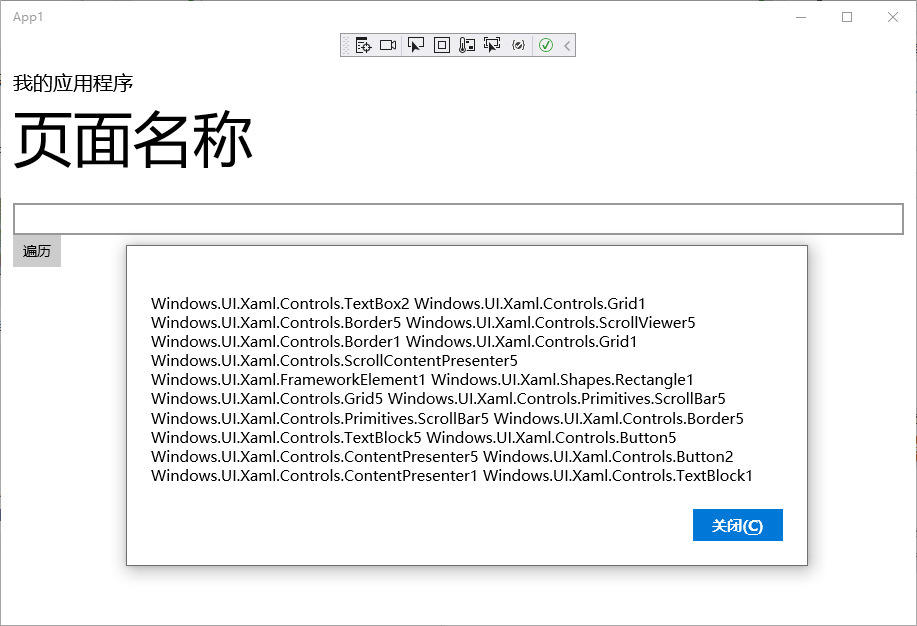 App1
我的应用程序
页面名称
遍历
Windows.UI.Xaml.Controls.TextBox2 Windows.UI.Xaml.Controls.Grid1
Windows.UI.Xaml.Controls.Border5 Windows.UI.Xaml.Controls.ScrollViewer5
Windows.UI.Xaml.Controls.Border1 Windows.UI.Xaml.Controls.Grid1
Windows.UI.Xaml.Controls.ScrollContentPresenter5
Windows.UI.Xaml.FrameworkElement1 Windows.UI.Xaml.Shapes.Rectangle1
Windows.UI.Xaml.Controls.Grid5 Windows.UI.Xaml.Controls.Primitives.ScrollBar5
Windows.UI.Xaml.Controls.Primitives.ScrollBar5 Windows.UI.Xaml.Controls.Border5
Windows.UI.Xaml.Controls.TextBlock5 Windows.UI.Xaml.Controls.Button5
Windows.UI.Xaml.Controls.ContentPresenter5 Windows.UI.Xaml.Controls.Button2
Windows.UI.Xaml.Controls.ContentPresenter1 Windows.UI.Xaml.Controls.TextBlock1
关闭(C)